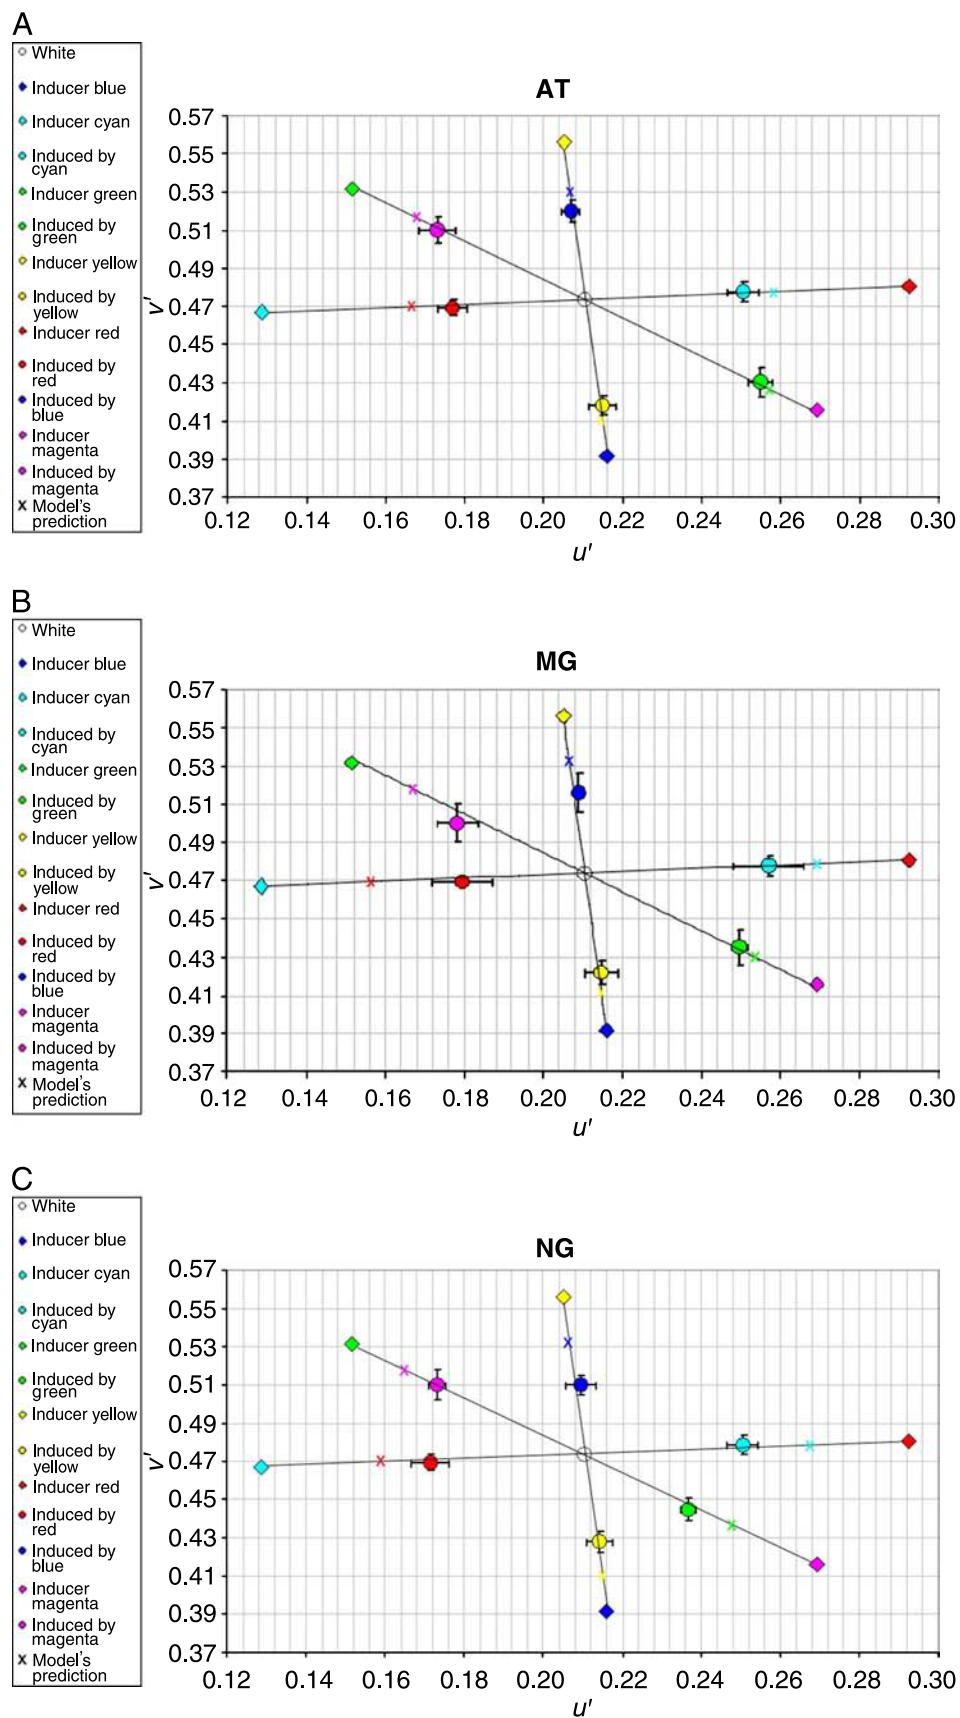 A
White
Inducer blue
Inducer cyan
Induced by
cyan
Inducer green
Induced by
green
Inducer yellow
Induced by
yellow
Inducer red
Induced by
red
Induced by
blue
Inducer
magenta
Induced by
magenta
Model's
prediction
AT
0.57
0.55
0.53
0.51
0.49
0.47
0.45
0.43
0.41
0.39
0.37
v'
0.12 0.14 0.16 0.18 0.20 0.22 0.24 0.26 0.28 0.30
u'
B
White
Inducer blue
Inducer cyan
Induced by
cyan
Inducer green
Induced by
green
Inducer yellow
Induced by
yellow
Inducer red
Induced by
red
Induced by
blue
Inducer
magenta
Induced by
magenta
Model's
prediction
MG
0.57
0.55
0.53
0.51
0.49
0.47
0.45
0.43
0.41
0.39
0.37
v'
0.12 0.14 0.16 0.18 0.20 0.22 0.24 0.26 0.28 0.30
u'
C
White
Inducer blue
Inducer cyan
Induced by
cyan
Inducer green
Induced by
green
Inducer yellow
Induced by
yellow
Inducer red
Induced by
red
Induced by
blue
Inducer
magenta
Induced by
magenta
Model's
prediction
NG
0.57
0.55
0.53
0.51
0.49
0.47
0.45
0.43
0.41
0.39
0.37
v'
0.12 0.14 0.16 0.18 0.20 0.22 0.24 0.26 0.28 0.30
u'